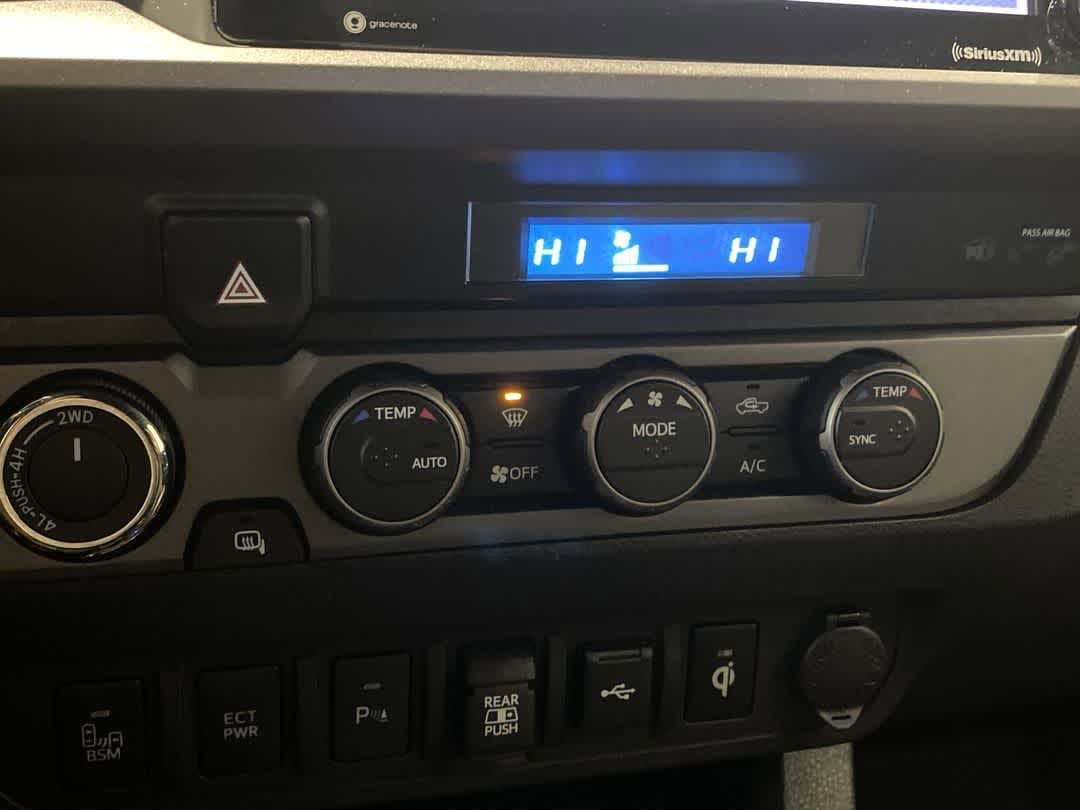 gracenote
((SiriusXM))
PASS AIR BAG
HI HI
2WD
4L-PUSH-4H
TEMP
AUTO
OFF
MODE
A/C
TEMP
SYNC
BSM
ECT
PWR
P
REAR
PUSH
qi